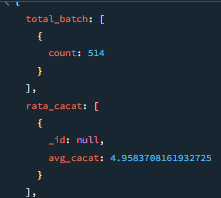 {
total_batch: [
{
count: 514
}
],
rata_cacat: [
{
_id: null,
avg_cacat: 4.9583708161932725
}
],